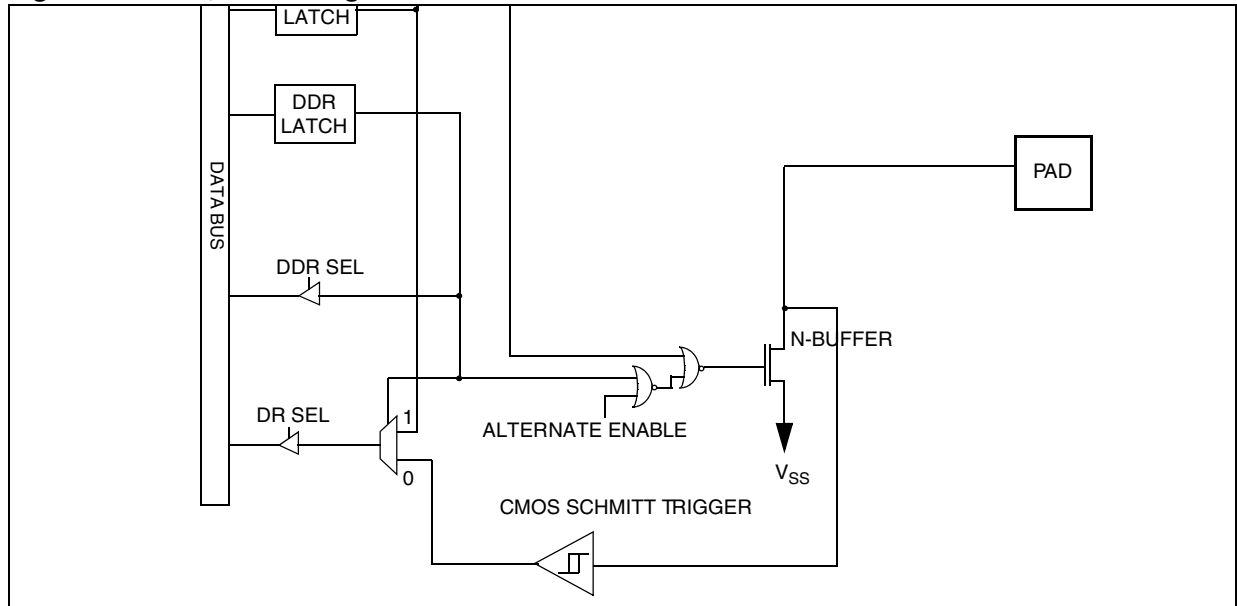 LATCH
DDR
LATCH
PAD
DATA BUS
DDR SEL
N-BUFFER
DR SEL
1
ALTERNATE ENABLE
0
VSS
CMOS SCHMITT TRIGGER